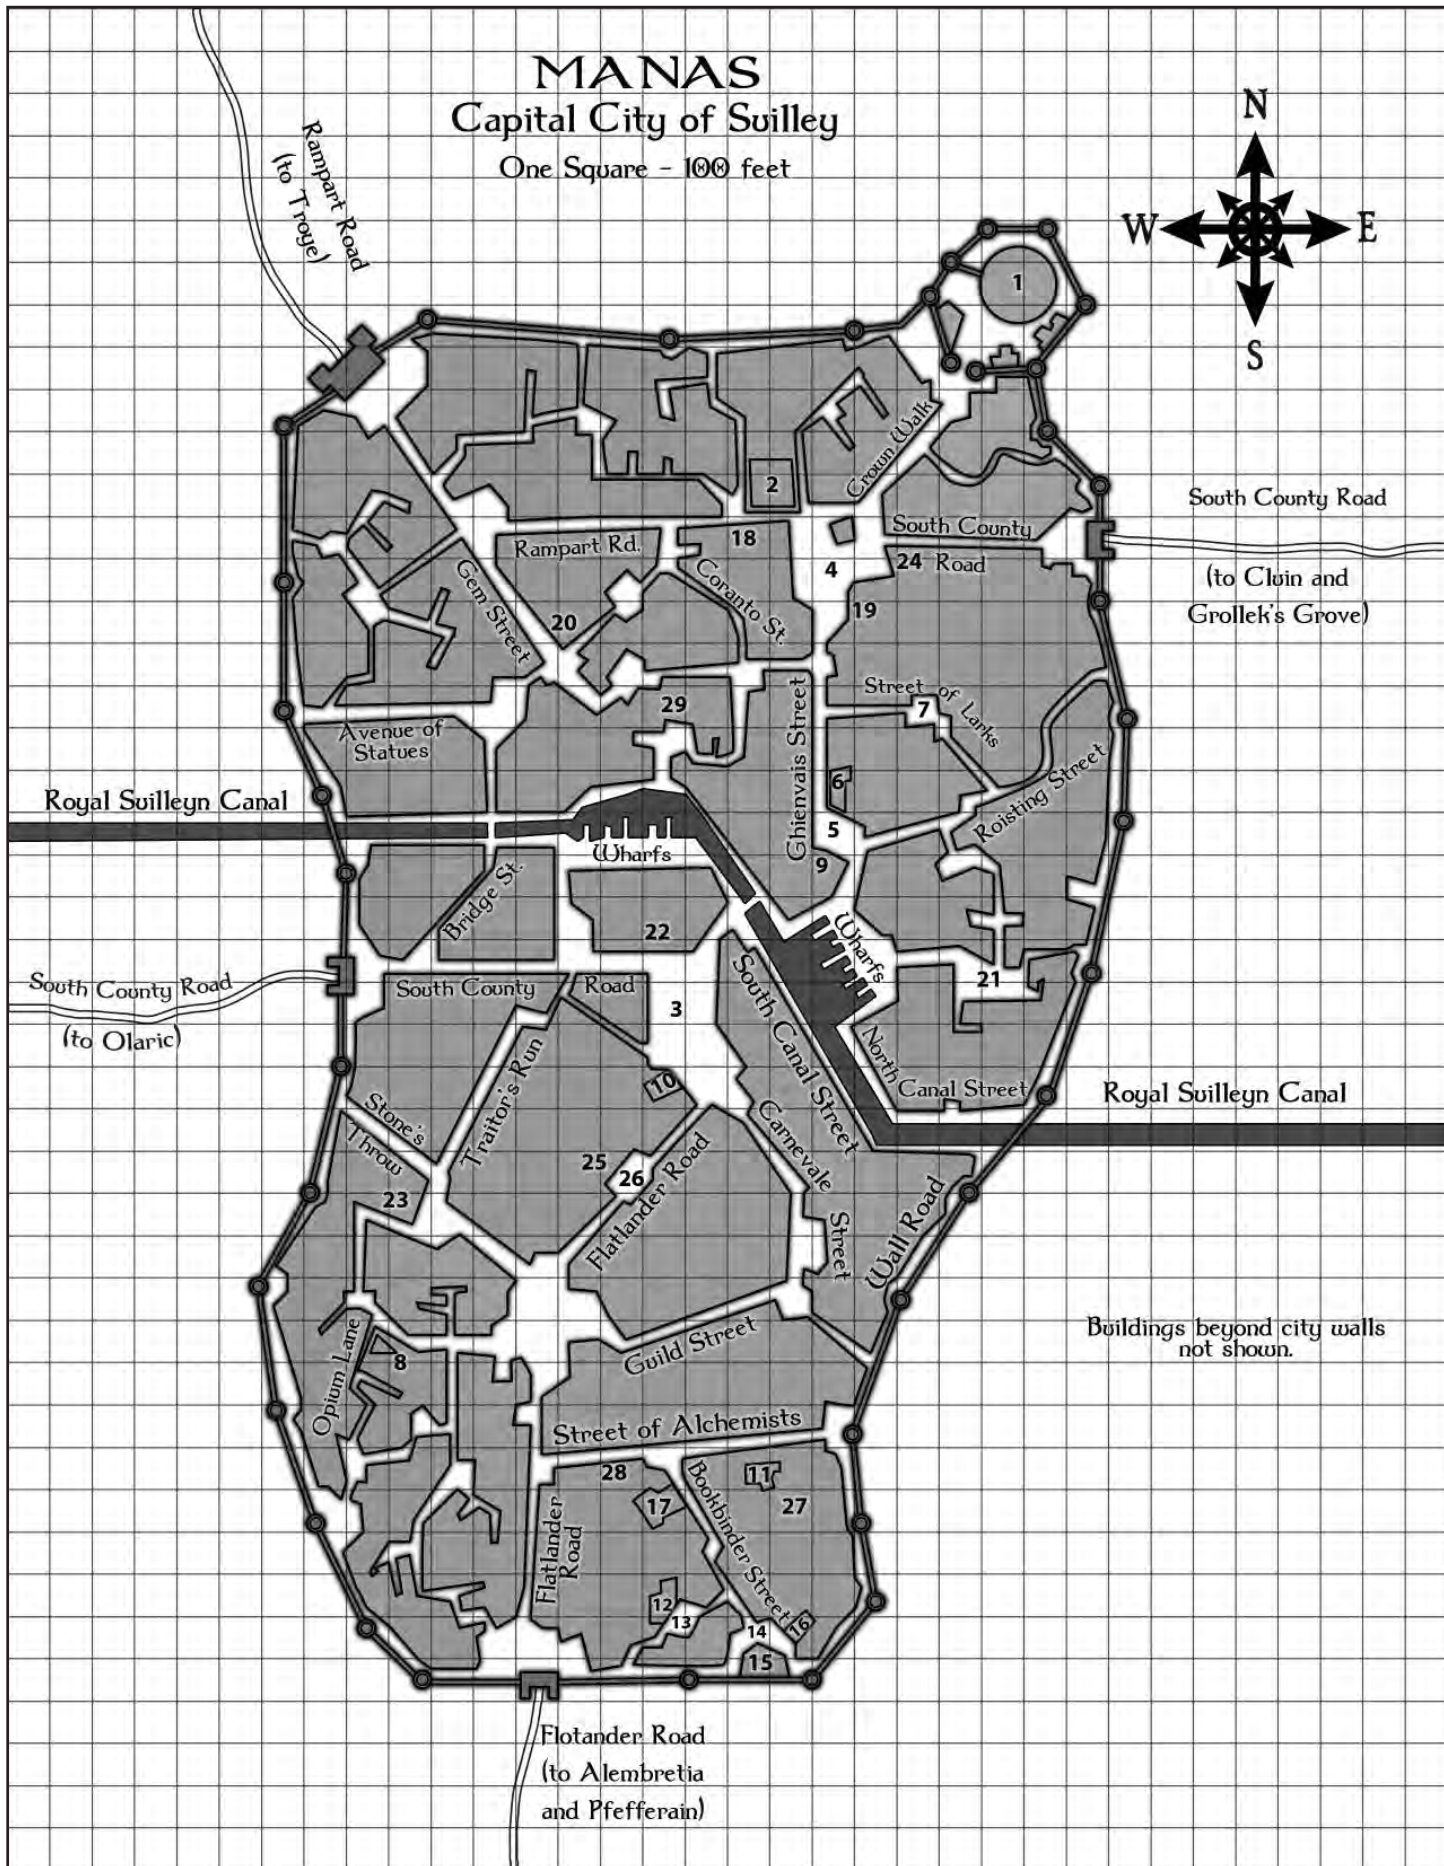 MANAS
Capital City of Suilley
One Square - 100 feet
N
W
E
S
Rampart Road
(to Troye)
1
2
Crown Walk
South County Road
South County
Road
(to Cluin and
Grollek's Grove)
18
Rampart Rd.
4
24
19
Coranto St.
Gem Street
20
29
Ghienvais Street
Street of Larks
7
Avenue of
Statues
6
5
9
Roisting Street
Royal Suilleyn Canal
Wharfs
Bridge St.
22
Wharfs
21
South County Road
(to Olaric)
South County
Road
3
South Canal Street
North
Canal Street
Royal Suilleyn Canal
Stone's
Throw
Traitor's Run
10
Carnevale
Street
25
26
23
Flatlander Road
Wall Road
Buildings beyond city walls
not shown.
Guild Street
Opium Lane
8
Street of Alchemists
28
11
17
27
Bookbinder Street
Flatlander
Road
12
13
14
16
15
Flotander Road
(to Alembretia
and Pfefferain)